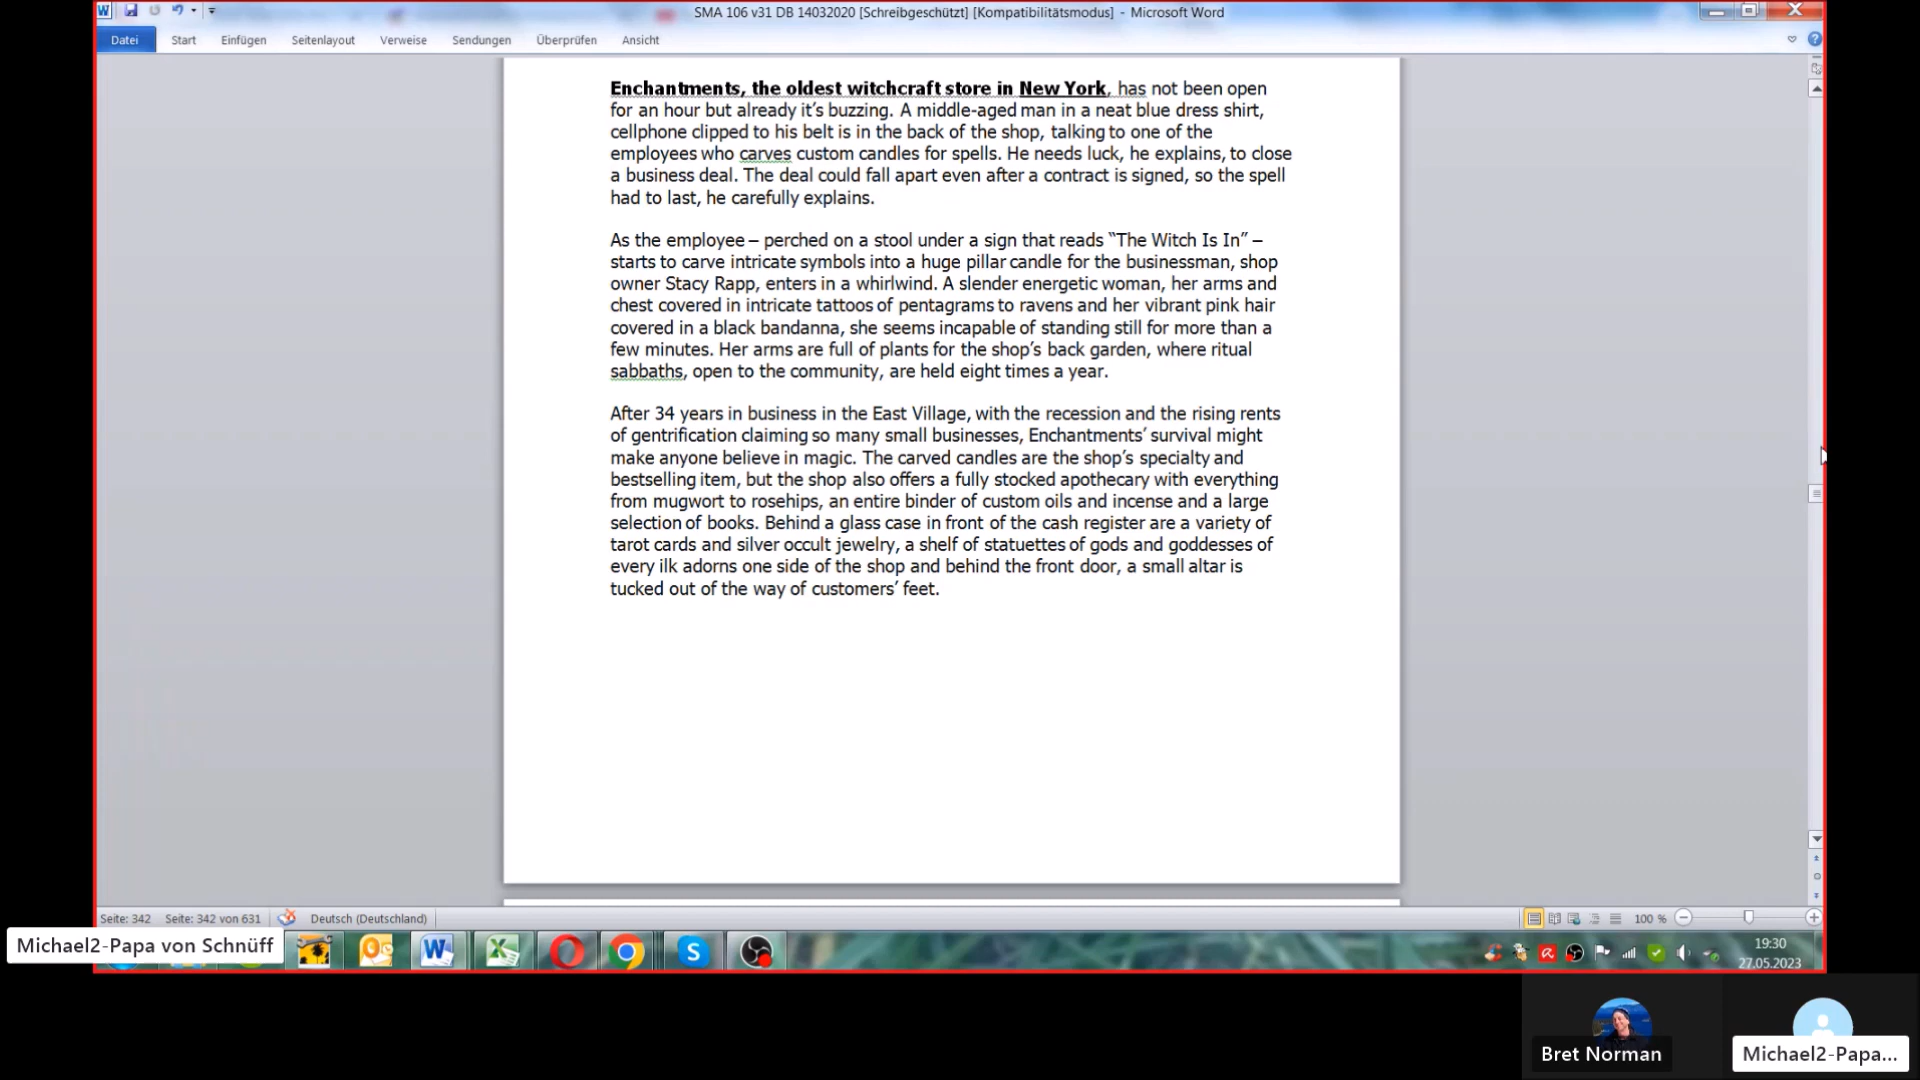 SMA 106 v31 DB 14032020 [Schreibgeschützt] [Kompatibilitätsmodus] - Microsoft Word
Datei Start Einfügen Seitenlayout Verweise Sendungen Überprüfen Ansicht
Enchantments, the oldest witchcraft store in New York, has not been open
for an hour but already it’s buzzing. A middle-aged man in a neat blue dress shirt,
cellphone clipped to his belt is in the back of the shop, talking to one of the
employees who carves custom candles for spells. He needs luck, he explains, to close
a business deal. The deal could fall apart even after a contract is signed, so the spell
had to last, he carefully explains.
As the employee – perched on a stool under a sign that reads “The Witch Is In” –
starts to carve intricate symbols into a huge pillar candle for the businessman, shop
owner Stacy Rapp, enters in a whirlwind. A slender energetic woman, her arms and
chest covered in intricate tattoos of pentagrams to ravens and her vibrant pink hair
covered in a black bandanna, she seems incapable of standing still for more than a
few minutes. Her arms are full of plants for the shop’s back garden, where ritual
sabbaths, open to the community, are held eight times a year.
After 34 years in business in the East Village, with the recession and the rising rents
of gentrification claiming so many small businesses, Enchantments’ survival might
make anyone believe in magic. The carved candles are the shop’s specialty and
bestselling item, but the shop also offers a fully stocked apothecary with everything
from mugwort to rosehips, an entire binder of custom oils and incense and a large
selection of books. Behind a glass case in front of the cash register are a variety of
tarot cards and silver occult jewelry, a shelf of statuettes of gods and goddesses of
every ilk adorns one side of the shop and behind the front door, a small altar is
tucked out of the way of customers’ feet.
Seite: 342 Seite: 342 von 631 Deutsch (Deutschland) 100 %
Michael2-Papa von Schnüff
19:30
27.05.2023
Bret Norman
Michael2-Papa...